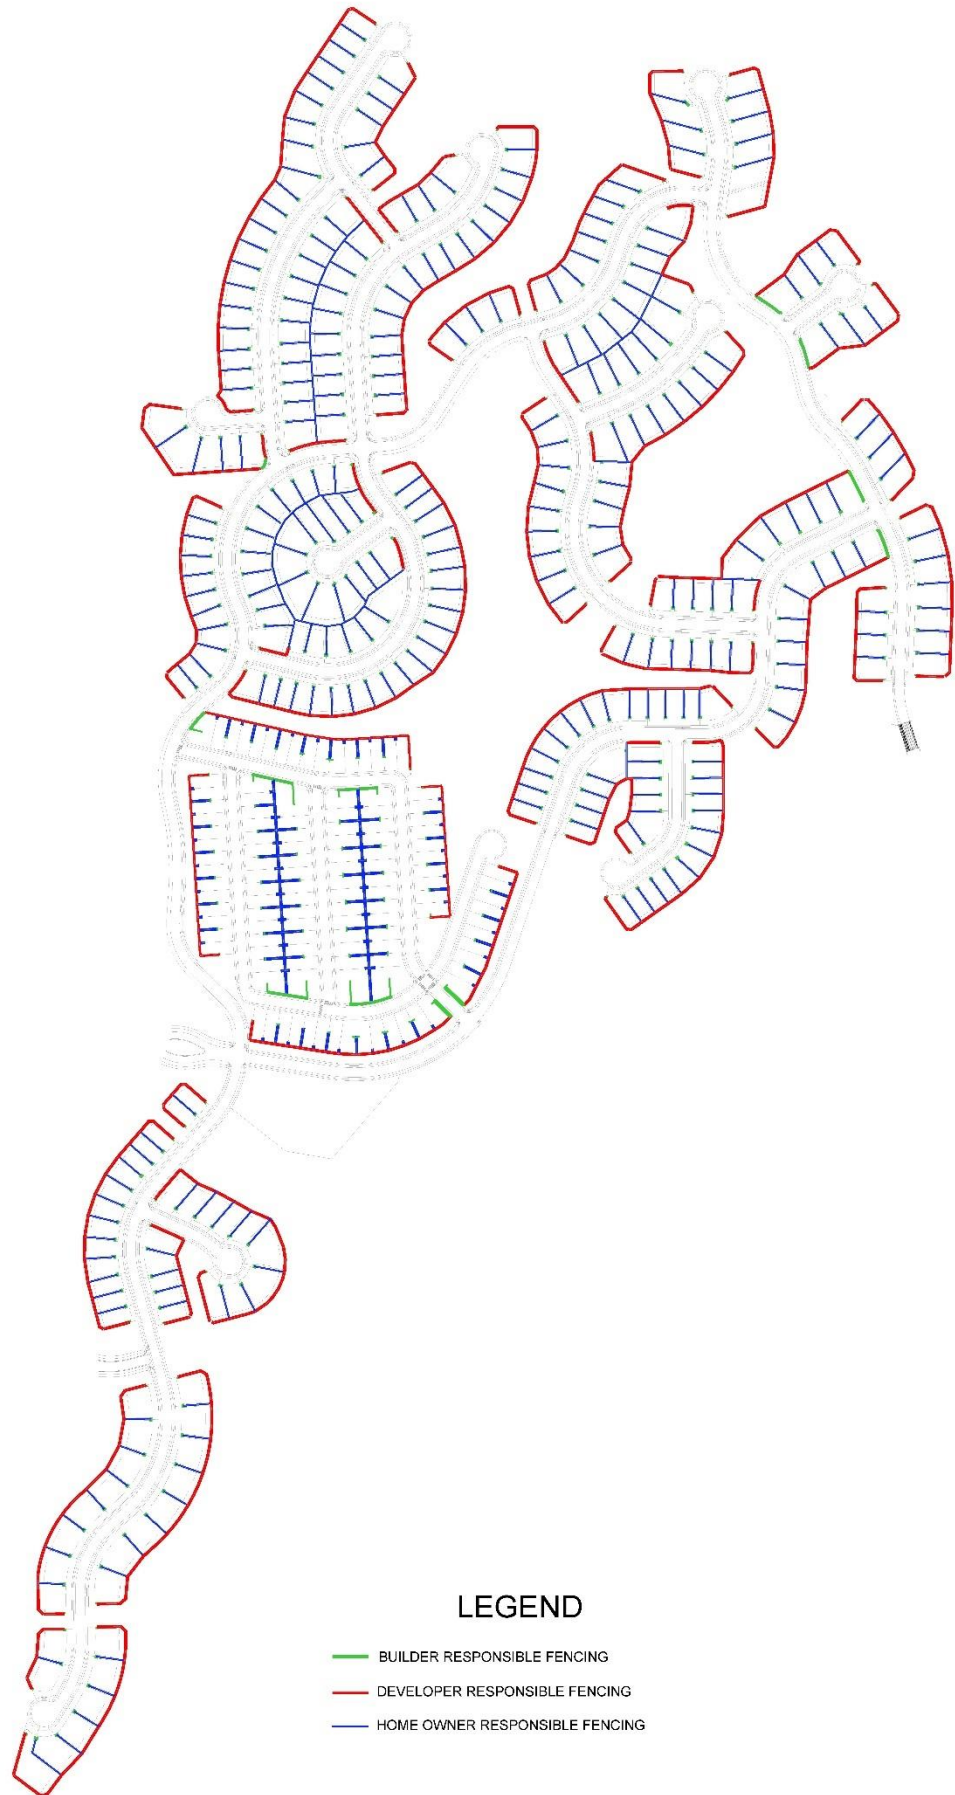 LEGEND
BUILDER RESPONSIBLE FENCING
DEVELOPER RESPONSIBLE FENCING
HOME OWNER RESPONSIBLE FENCING